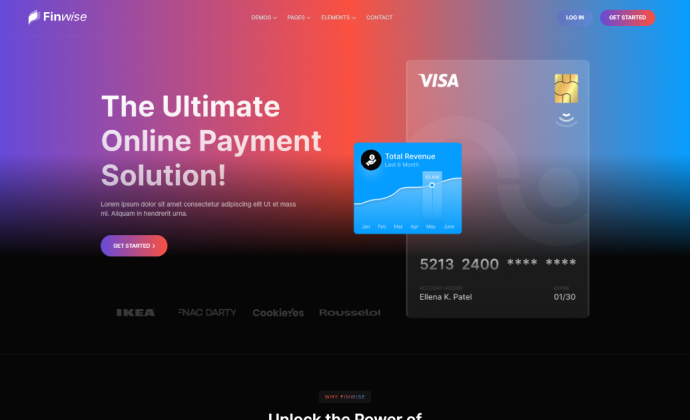 Finwise
DEMOS PAGES ELEMENTS CONTACT
LOG IN
GET STARTED
The Ultimate
Online Payment
Solution!
Lorem ipsum dolor sit amet consectetur adipiscing elit Ut et mass
mi. Aliquam in hendrerit urna.
GET STARTED
VISA
Total Revenue
Last 6 Month
Jan Feb Mar Apr May June
5213 2400 **** ****
ACCOUNT HOLDER
Ellena K. Patel
EXPIRE
01/30
IKEA FNAC DARTY CookieYes Rousselot
WHY FINWISE
Unlock the Power of